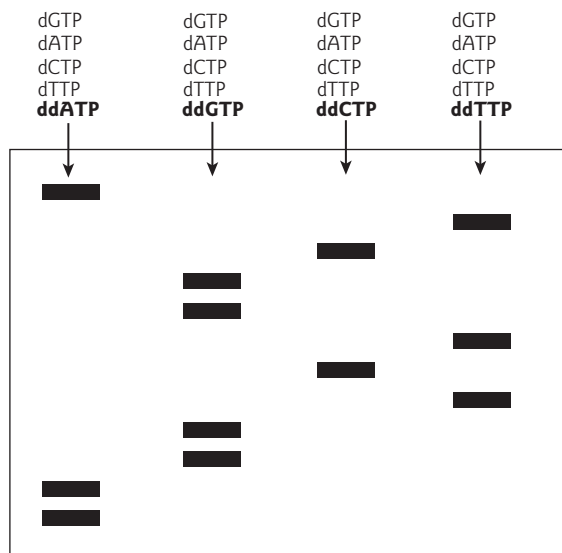 dGTP dGTP dGTP dGTP
dATP dATP dATP dATP
dCTP dCTP dCTP dCTP
dTTP dTTP dTTP dTTP
ddATP ddGTP ddCTP ddTTP